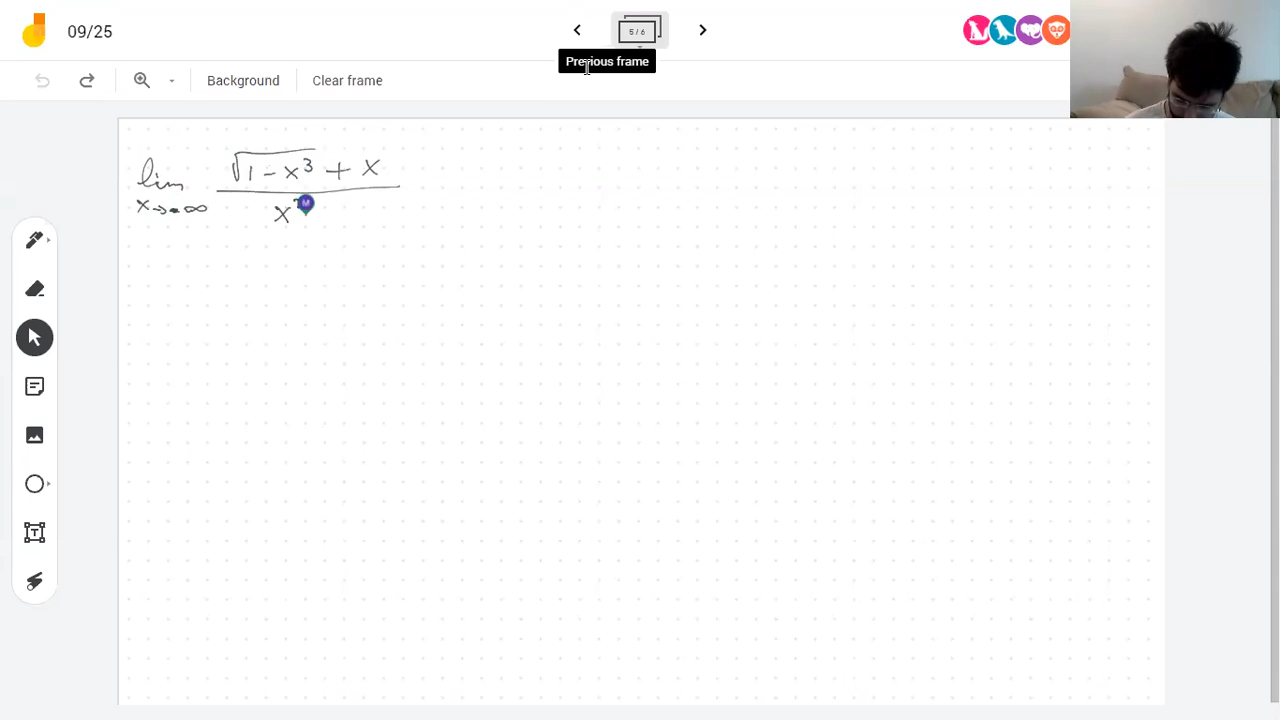 09/25
5 / 6
Previous frame
Background
Clear frame
lim x→-∞ (√(1 - x³) + x) / x
M
T